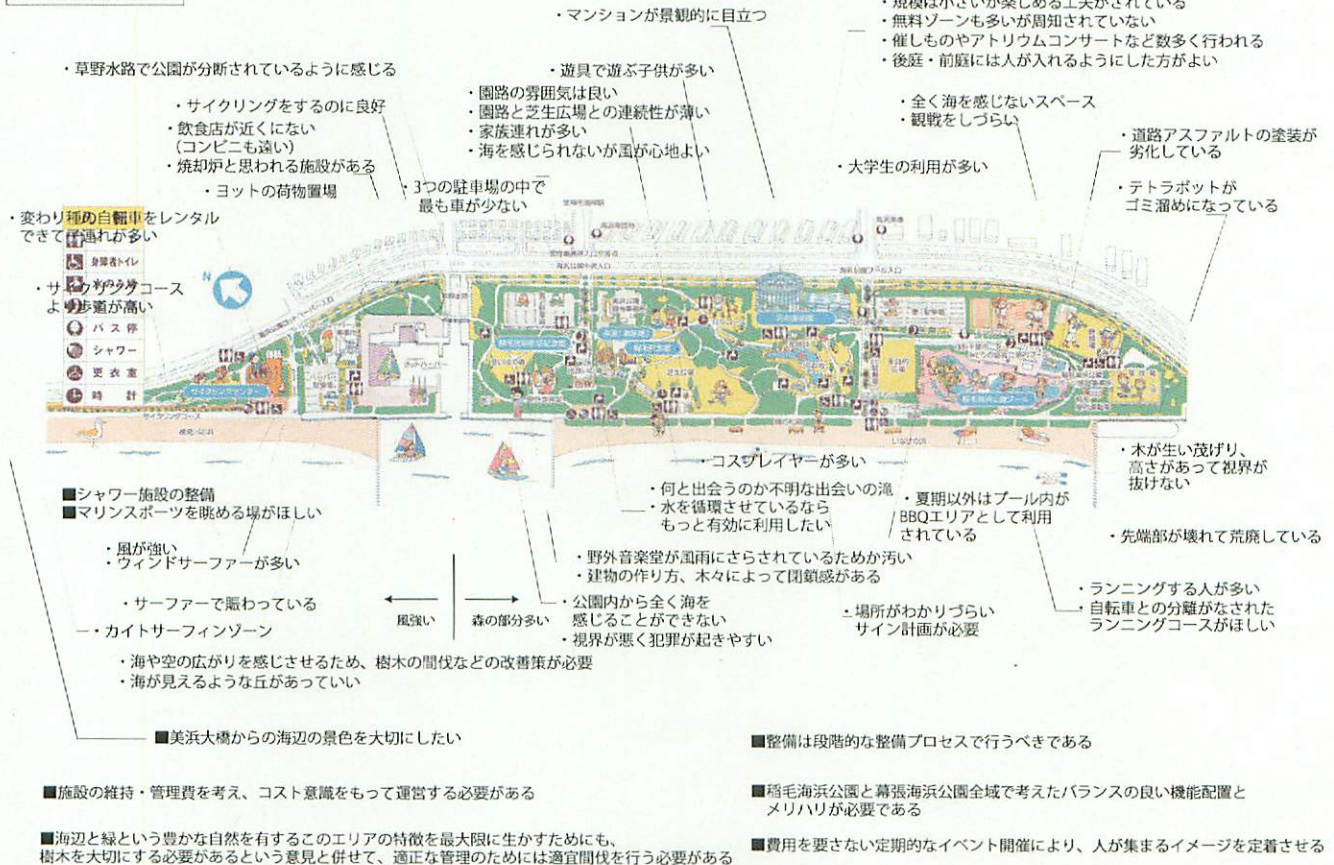 ・マンションが景観的に目立つ
・規模は小さいが楽しめる工夫がされている
・無料ゾーンも多いが周知されていない
・催しものやアトリウムコンサートなど数多く行われる
・後庭・前庭には人が入れるようにした方がよい
・草野水路で公園が分断されているように感じる
・遊具で遊ぶ子供が多い
・サイクリングをするのに良好
・飲食店が近くにない
(コンビニも遠い)
・焼却炉と思われる施設がある
・園路の雰囲気は良い
・園路と芝生広場との連続性が薄い
・家族連れが多い
・海を感じられないが風が心地よい
・全く海を感じないスペース
・観戦をしづらい
・道路アスファルトの塗装が
劣化している
・大学生の利用が多い
・ヨットの荷物置場
・3つの駐車場の中で
最も車が少ない
・テトラポットが
ゴミ溜めになっている
・変わり種の自転車をレンタル
できて子連れが多い
身障者トイレ
・サイクリングコース
より歩道が高い
バス停
シャワー
更衣室
時計
N
サイクリングセンター
サイクリングコース
ヨットハーバー
芝生広場
・コスプレイヤーが多い
・木が生い茂げり、
高さがあって視界が
抜けない
■シャワー施設の整備
■マリンスポーツを眺める場がほしい
・何と出会うのか不明な出会いの滝
・水を循環させているなら
もっと有効に利用したい
・夏期以外はプール内が
BBQエリアとして利用
されている
・先端部が壊れて荒廃している
・風が強い
・ウィンドサーファーが多い
・野外音楽堂が風雨にさらされているためか汚い
・建物の作り方、木々によって閉鎖感がある
・サーファーで賑わっている
風強い
森の部分多い
・公園内から全く海を
感じることができない
・視界が悪く犯罪が起きやすい
・場所がわかりづらい
サイン計画が必要
・ランニングする人が多い
・自転車との分離がなされた
ランニングコースがほしい
・カイトサーフィンゾーン
・海や空の広がりを感じさせるため、樹木の間伐などの改善策が必要
・海が見えるような丘があっていい
■美浜大橋からの海辺の景色を大切にしたい
■整備は段階的な整備プロセスで行うべきである
■施設の維持・管理費を考え、コスト意識をもって運営する必要がある
■稲毛海浜公園と幕張海浜公園全域で考えたバランスの良い機能配置と
メリハリが必要である
■海辺と緑という豊かな自然を有するこのエリアの特徴を最大限に生かすためにも、
樹木を大切にする必要があるという意見と併せて、適正な管理のためには適宜間伐を行う必要がある
■費用を要さない定期的なイベント開催により、人が集まるイメージを定着させる